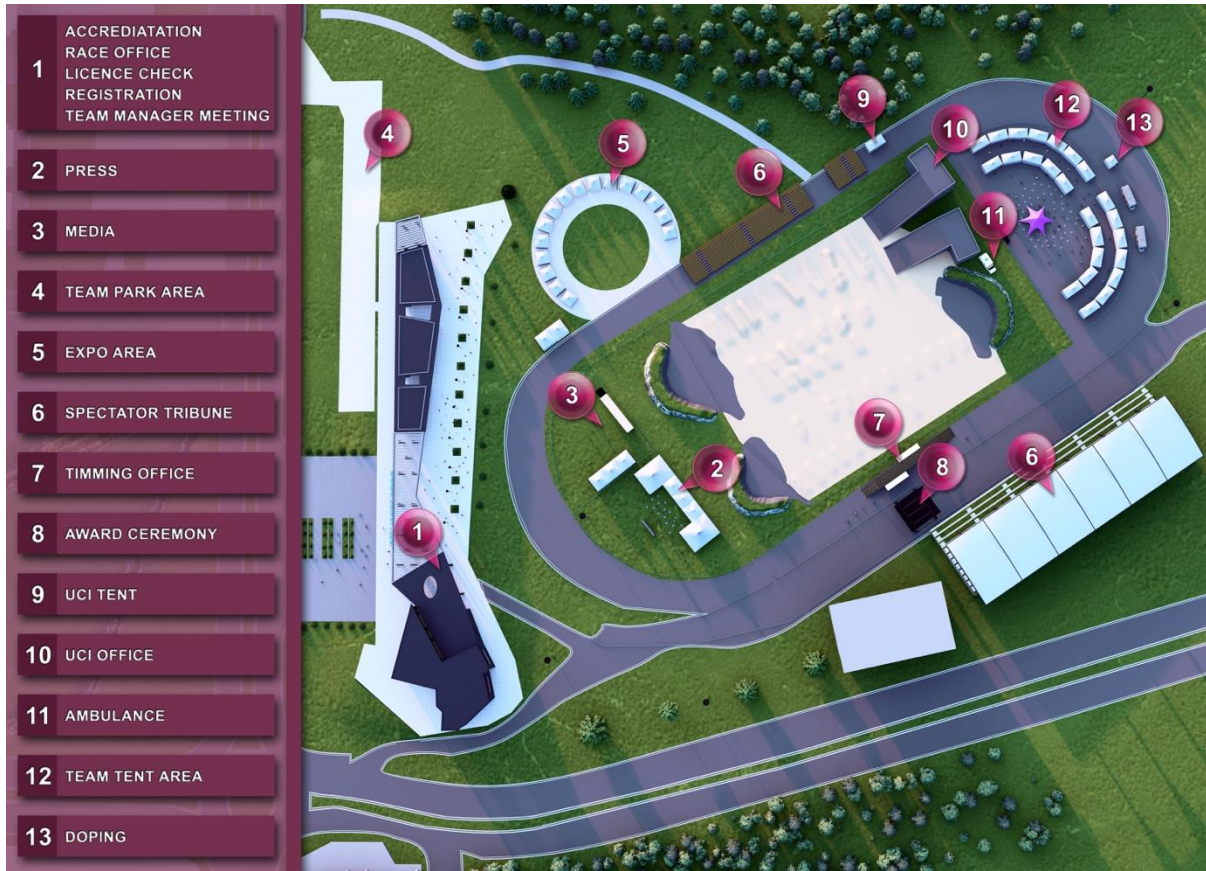 1
ACCREDIATATION
RACE OFFICE
LICENCE CHECK
REGISTRATION
TEAM MANAGER MEETING
2 PRESS
3 MEDIA
4 TEAM PARK AREA
5 EXPO AREA
6 SPECTATOR TRIBUNE
7 TIMMING OFFICE
8 AWARD CEREMONY
9 UCI TENT
10 UCI OFFICE
11 AMBULANCE
12 TEAM TENT AREA
13 DOPING
9
12
10
13
4
5
6
11
3
7
2
8
6
1